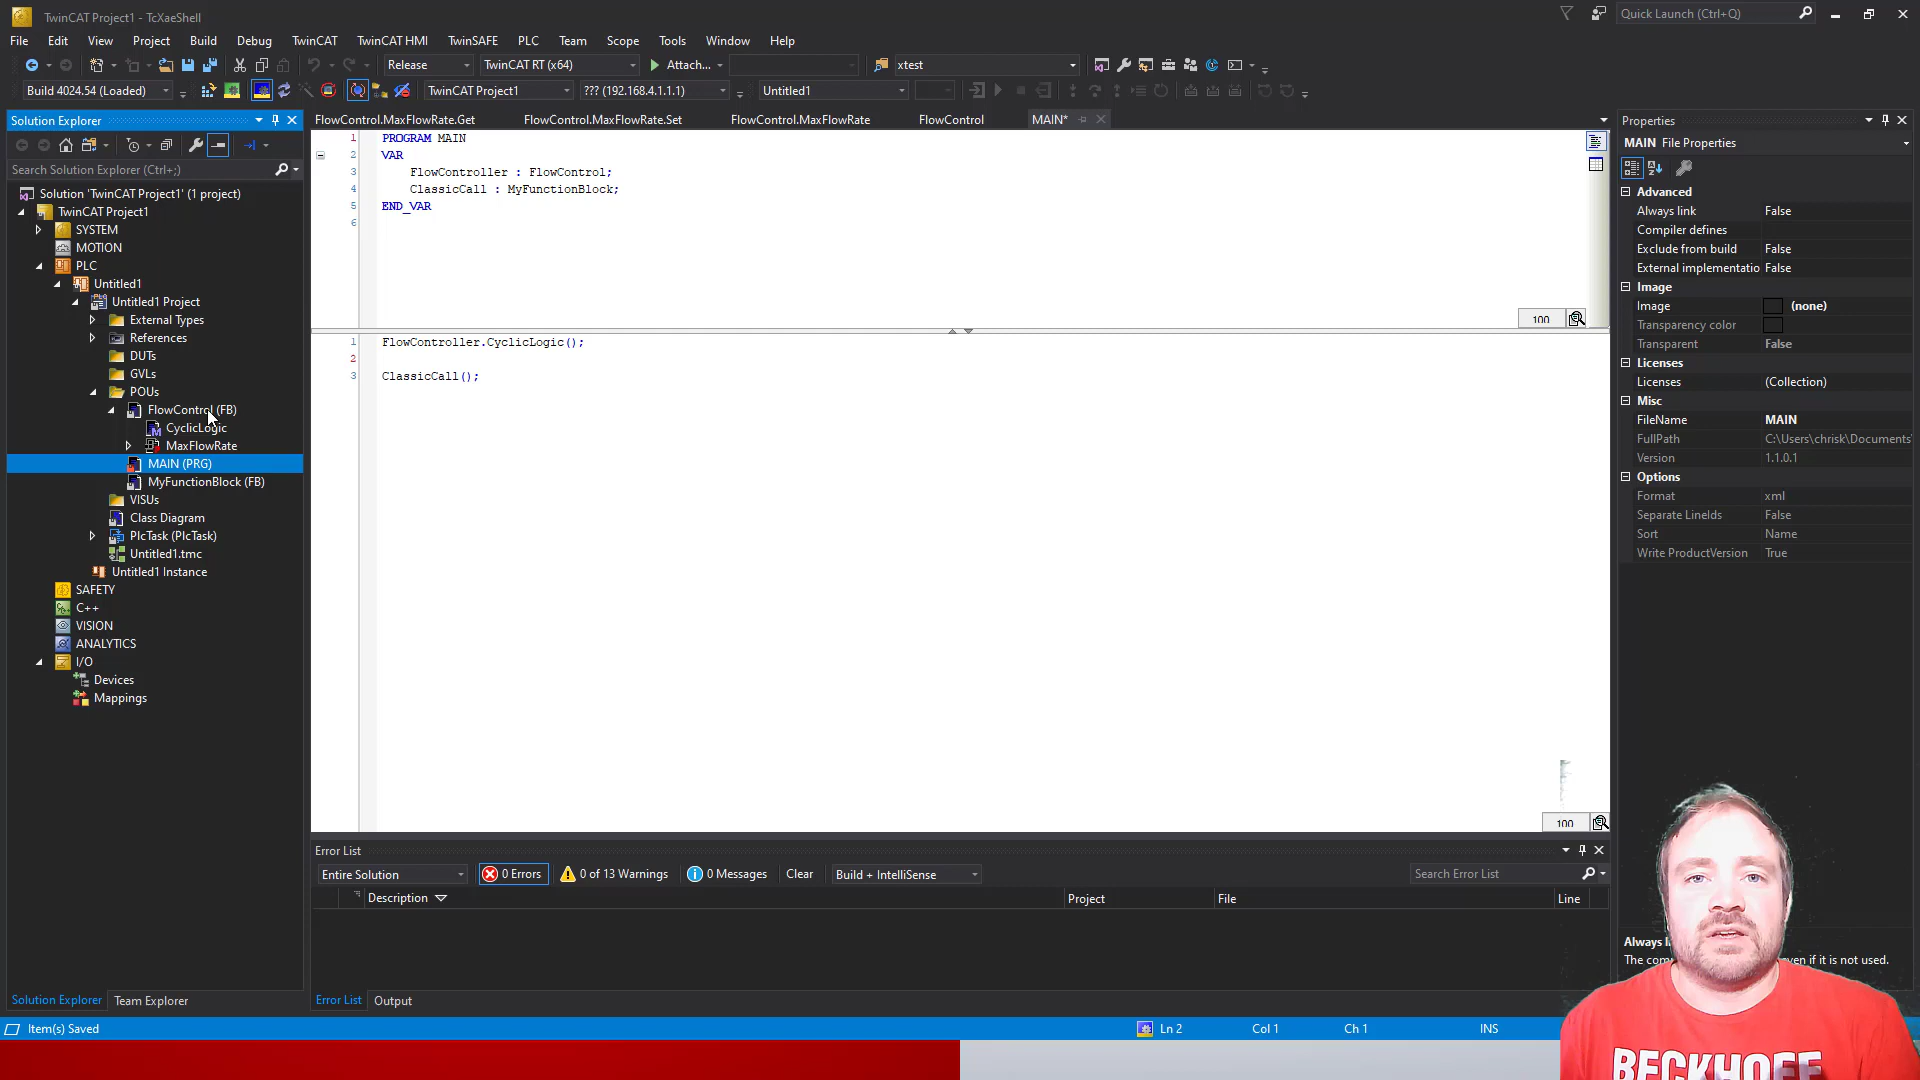 TwinCAT Project1 - TcXaeShell
Quick Launch (Ctrl+Q)
File Edit View Project Build Debug TwinCAT TwinCAT HMI TwinSAFE PLC Team Scope Tools Window Help
Release TwinCAT RT (x64) Attach... xtest
Build 4024.54 (Loaded) TwinCAT Project1 ??? (192.168.4.1.1.1) Untitled1
Solution Explorer
Search Solution Explorer (Ctrl+;)
Solution 'TwinCAT Project1' (1 project)
TwinCAT Project1
SYSTEM
MOTION
PLC
Untitled1
Untitled1 Project
External Types
References
DUTs
GVLs
POUs
FlowControl (FB)
CyclicLogic
MaxFlowRate
MAIN (PRG)
MyFunctionBlock (FB)
VISUs
Class Diagram
PlcTask (PlcTask)
Untitled1.tmc
Untitled1 Instance
SAFETY
C++
VISION
ANALYTICS
I/O
Devices
Mappings
Solution Explorer Team Explorer
FlowControl.MaxFlowRate.Get FlowControl.MaxFlowRate.Set FlowControl.MaxFlowRate FlowControl MAIN*
1 PROGRAM MAIN
2 VAR
3 FlowController : FlowControl;
4 ClassicCall : MyFunctionBlock;
5 END_VAR
6
100
1 FlowController.CyclicLogic();
2
3 ClassicCall();
100
Error List
Entire Solution 0 Errors 0 of 13 Warnings 0 Messages Clear Build + IntelliSense Search Error List
Description Project File Line
Error List Output
Properties
MAIN File Properties
Advanced
Always link False
Compiler defines
Exclude from build False
External implementatio False
Image
Image (none)
Transparency color
Transparent False
Licenses
Licenses (Collection)
Misc
FileName MAIN
FullPath C:\Users\chrisk\Documents'
Version 1.1.0.1
Options
Format xml
Separate LineIds False
Sort Name
Write ProductVersion True
Always
The even if it is not used.
Item(s) Saved Ln 2 Col 1 Ch 1 INS
BECKHOFF